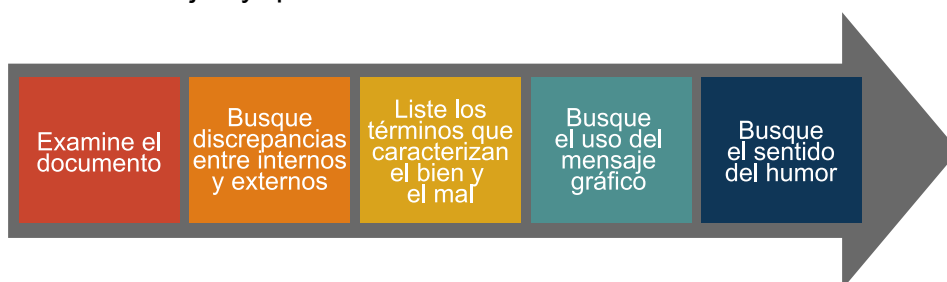 Examine el
documento
Busque
discrepancias
entre internos
y externos
Liste los
términos que
caracterizan
el bien y
el mal
Busque
el uso del
mensaje
gráfico
Busque
el sentido
del humor